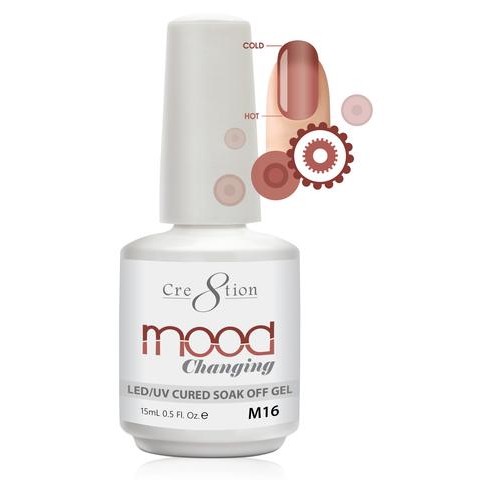 COLD
HOT
Cre8tion
mood
Changing
LED/UV CURED SOAK OFF GEL
15mL 0.5 Fl. Oz.e
M16